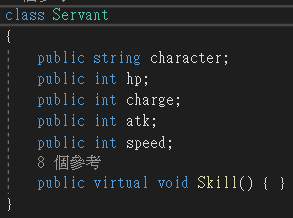 class Servant
{
public string character;
public int hp;
public int charge;
public int atk;
public int speed;
8 個參考
public virtual void Skill() { }
}